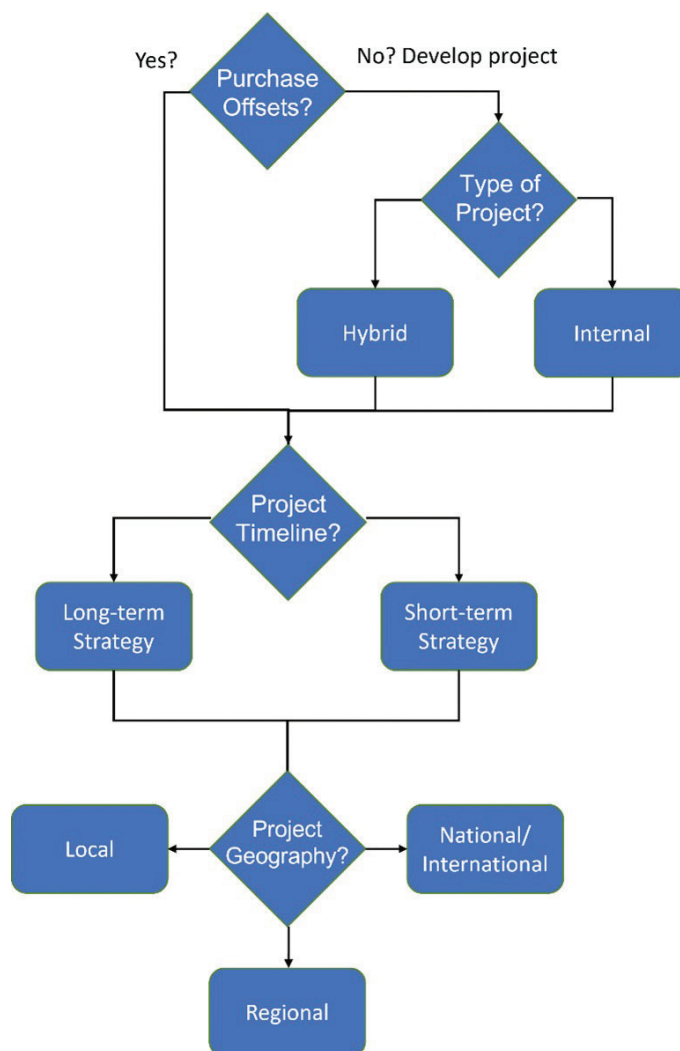 Yes?
No? Develop project
Purchase
Offsets?
Type of
Project?
Hybrid
Internal
Project
Timeline?
Long-term
Strategy
Short-term
Strategy
Project
Geography?
Local
National/
International
Regional